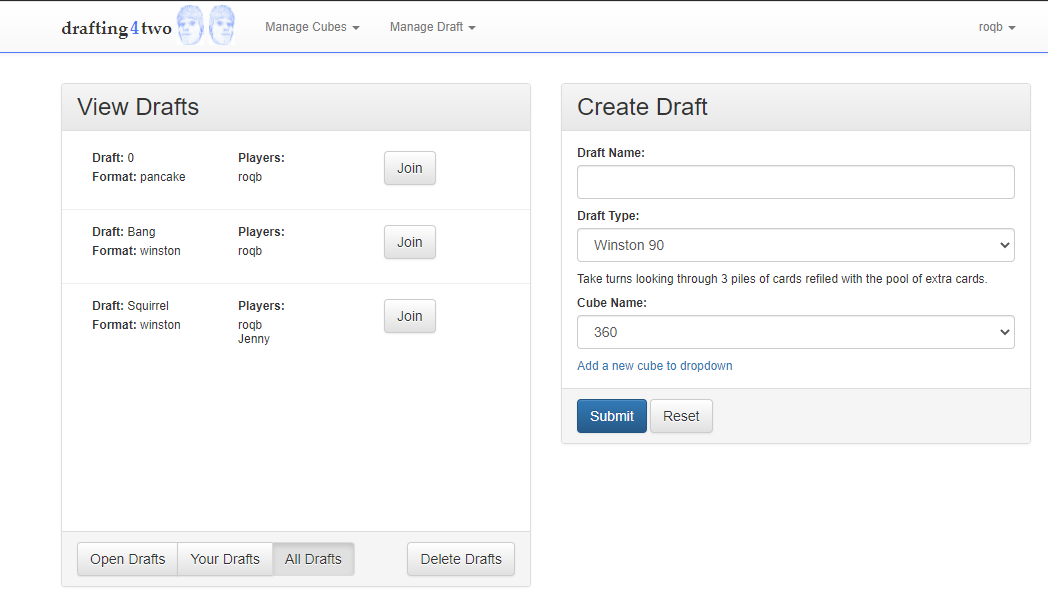 drafting4two
Manage Cubes
Manage Draft
roqb
View Drafts
Draft: 0
Format: pancake
Players:
roqb
Join
Draft: Bang
Format: winston
Players:
roqb
Join
Draft: Squirrel
Format: winston
Players:
roqb
Jenny
Join
Open Drafts
Your Drafts
All Drafts
Delete Drafts
Create Draft
Draft Name:
Draft Type:
Winston 90
Take turns looking through 3 piles of cards refiled with the pool of extra cards.
Cube Name:
360
Add a new cube to dropdown
Submit
Reset